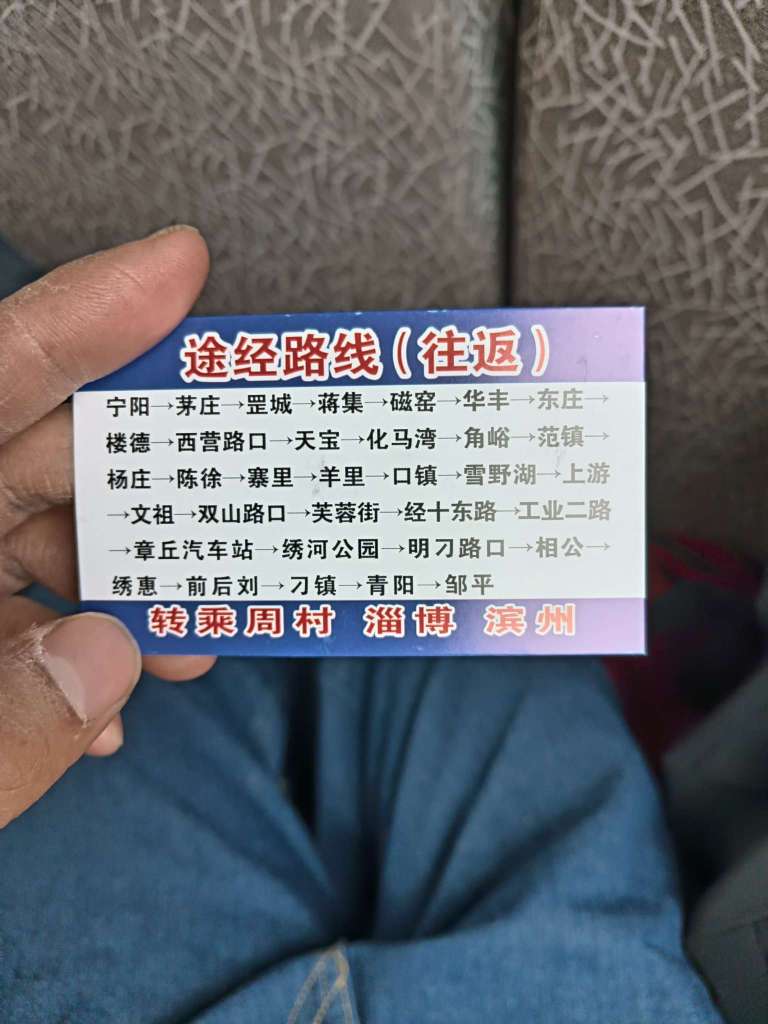 途经路线(往返)
宁阳→茅庄→罡城→蒋集→磁窑→华丰→东庄→
楼德→西营路口→天宝→化马湾→角峪→范镇→
杨庄→陈徐→寨里→羊里→口镇→雪野湖→上游
→文祖→双山路口→芙蓉街→经十东路→工业二路
→章丘汽车站→绣河公园→明刁路口→相公→
绣惠→前后刘→刁镇→青阳→邹平
转乘周村 淄博 滨州